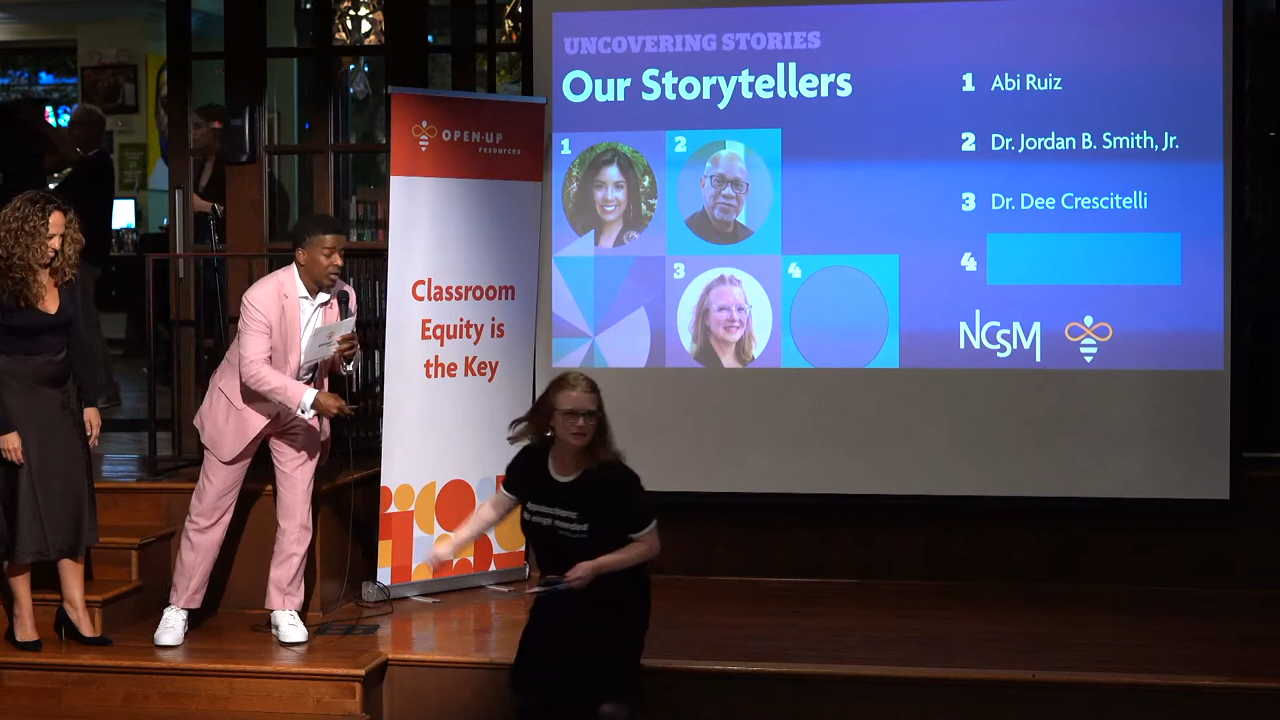 UNCOVERING STORIES
Our Storytellers
1
2
3
4
1 Abi Ruiz
2 Dr. Jordan B. Smith, Jr.
3 Dr. Dee Crescitelli
4
NCSM
OPEN-UP
resources
Classroom
Equity is
the Key
needed